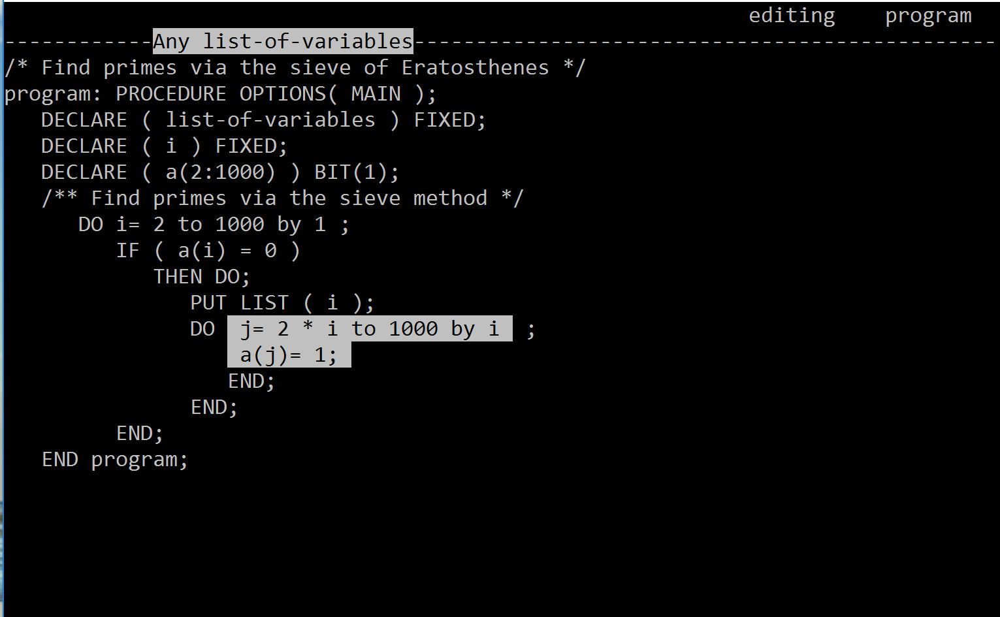 editing    program
------------Any list-of-variables-----------------------------------------------
/* Find primes via the sieve of Eratosthenes */
program: PROCEDURE OPTIONS( MAIN );
   DECLARE ( list-of-variables ) FIXED;
   DECLARE ( i ) FIXED;
   DECLARE ( a(2:1000) ) BIT(1);
   /** Find primes via the sieve method */
      DO i= 2 to 1000 by 1 ;
         IF ( a(i) = 0 )
            THEN DO;
               PUT LIST ( i );
               DO  j= 2 * i to 1000 by i  ;
                   a(j)= 1;
                  END;
               END;
         END;
   END program;